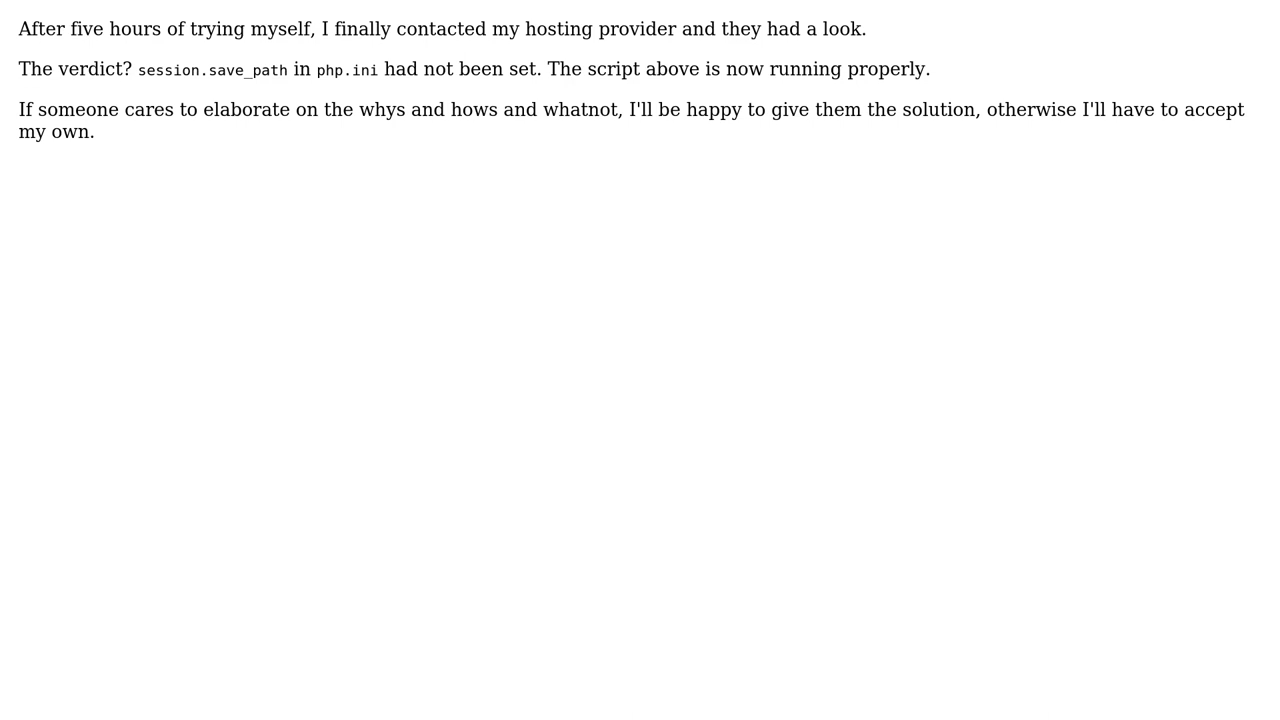 After five hours of trying myself, I finally contacted my hosting provider and they had a look.
The verdict? session.save_path in php.ini had not been set. The script above is now running properly.
If someone cares to elaborate on the whys and hows and whatnot, I'll be happy to give them the solution, otherwise I'll have to accept
my own.